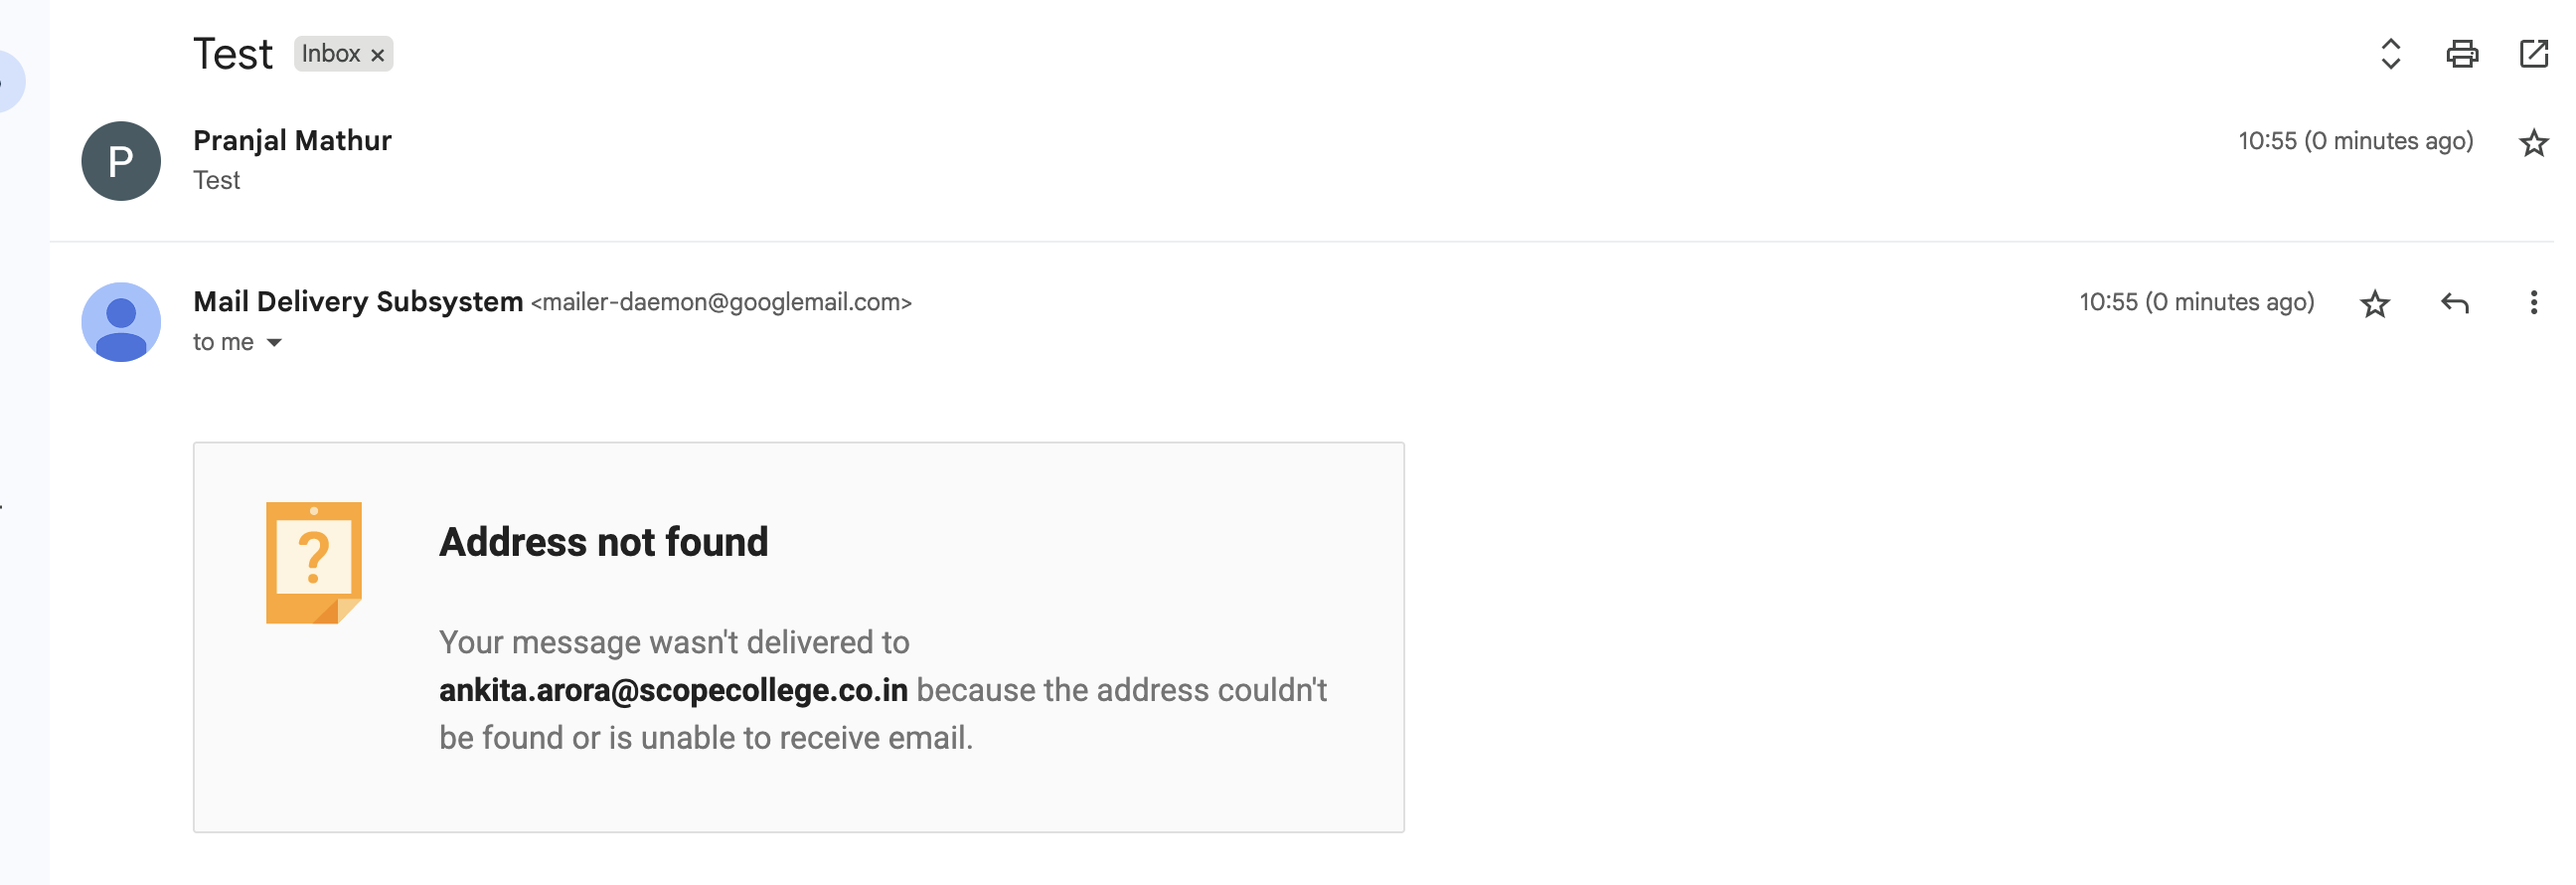 Test Inbox ×
Pranjal Mathur 10:55 (0 minutes ago)
Test
P
Mail Delivery Subsystem <mailer-daemon@googlemail.com> 10:55 (0 minutes ago)
to me
?
Address not found
Your message wasn't delivered to
ankita.arora@scopecollege.co.in because the address couldn't
be found or is unable to receive email.